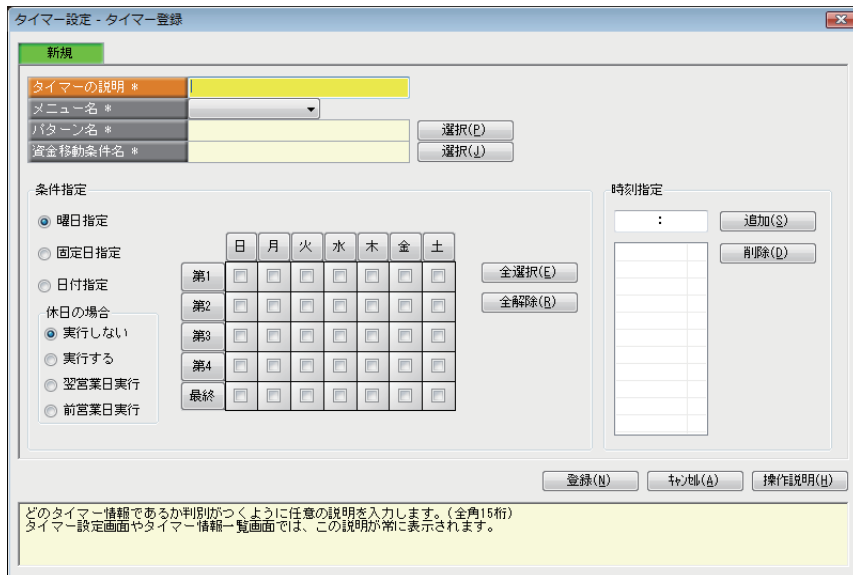 タイマー設定 - タイマー登録
新規
タイマーの説明 *
メニュー名 *
パターン名 *
選択(P)
資金移動条件名 *
選択(J)
条件指定
時刻指定
曜日指定
:
追加(S)
固定日指定
日 月 火 水 木 金 土
削除(D)
日付指定
第1
全選択(E)
休日の場合
第2
全解除(R)
実行しない
第3
実行する
第4
翌営業日実行
最終
前営業日実行
登録(N)
キャンセル(A)
操作説明(H)
どのタイマー情報であるか判別がつくように任意の説明を入力します。(全角15桁)
タイマー設定画面やタイマー情報一覧画面では、この説明が常に表示されます。